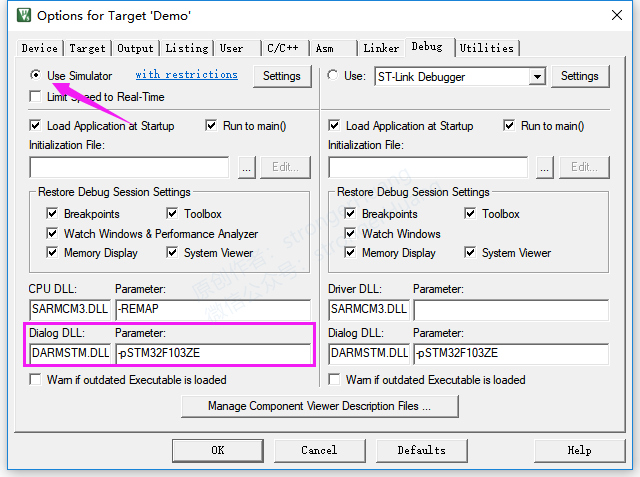 Options for Target 'Demo'
Device Target Output Listing User C/C++ Asm Linker Debug Utilities
Use Simulator with restrictions Settings Use: ST-Link Debugger Settings
Limit Speed to Real-Time
Load Application at Startup Run to main() Load Application at Startup Run to main()
Initialization File: Initialization File:
... Edit... ... Edit...
Restore Debug Session Settings Restore Debug Session Settings
Breakpoints Toolbox Breakpoints Toolbox
Watch Windows & Performance Analyzer Watch Windows
Memory Display System Viewer Memory Display System Viewer
CPU DLL: Parameter: Driver DLL: Parameter:
SARMCM3.DLL -REMAP SARMCM3.DLL
Dialog DLL: Parameter: Dialog DLL: Parameter:
DARMSTM.DLL -pSTM32F103ZE DARMSTM.DLL -pSTM32F103ZE
Warn if outdated Executable is loaded Warn if outdated Executable is loaded
Manage Component Viewer Description Files ...
OK Cancel Defaults Help